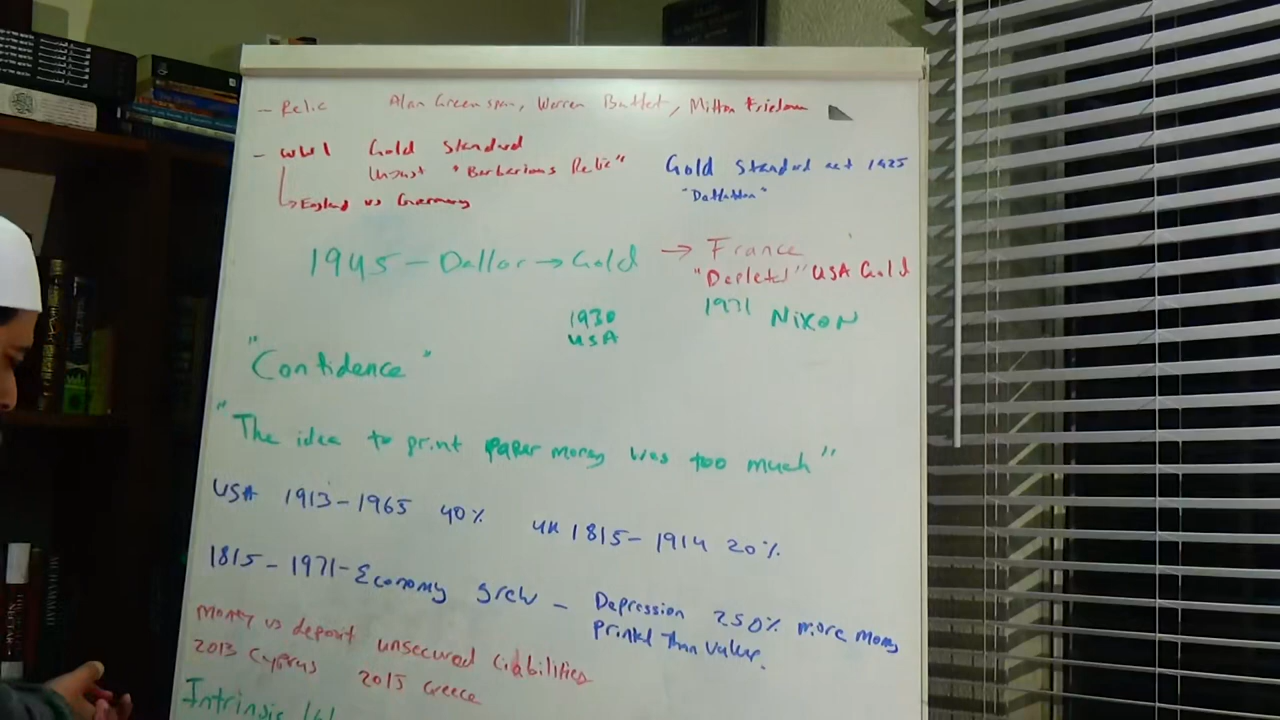 - Relic Alan Greenspan, Warren Buffet, Milton Friedman
- WW1 Gold Standard
Unjust "Barbarious Relic"
Gold Standard act 1925
England vs Germany
1945 - Dollar → Gold → France
"Depleted" USA Gold
1971 NiXON
1930
USA
"Confidence"
"The idea to print paper money was too much"
USA 1913-1965 40%
UK 1815-1914 20%
1815-1971-Economy grew - Depression 250% more money
printed Than Value.
Money vs deposit unsecured liabilities
2013 Cyprus 2015 Greece
Intrinsic
MUHAMMAD